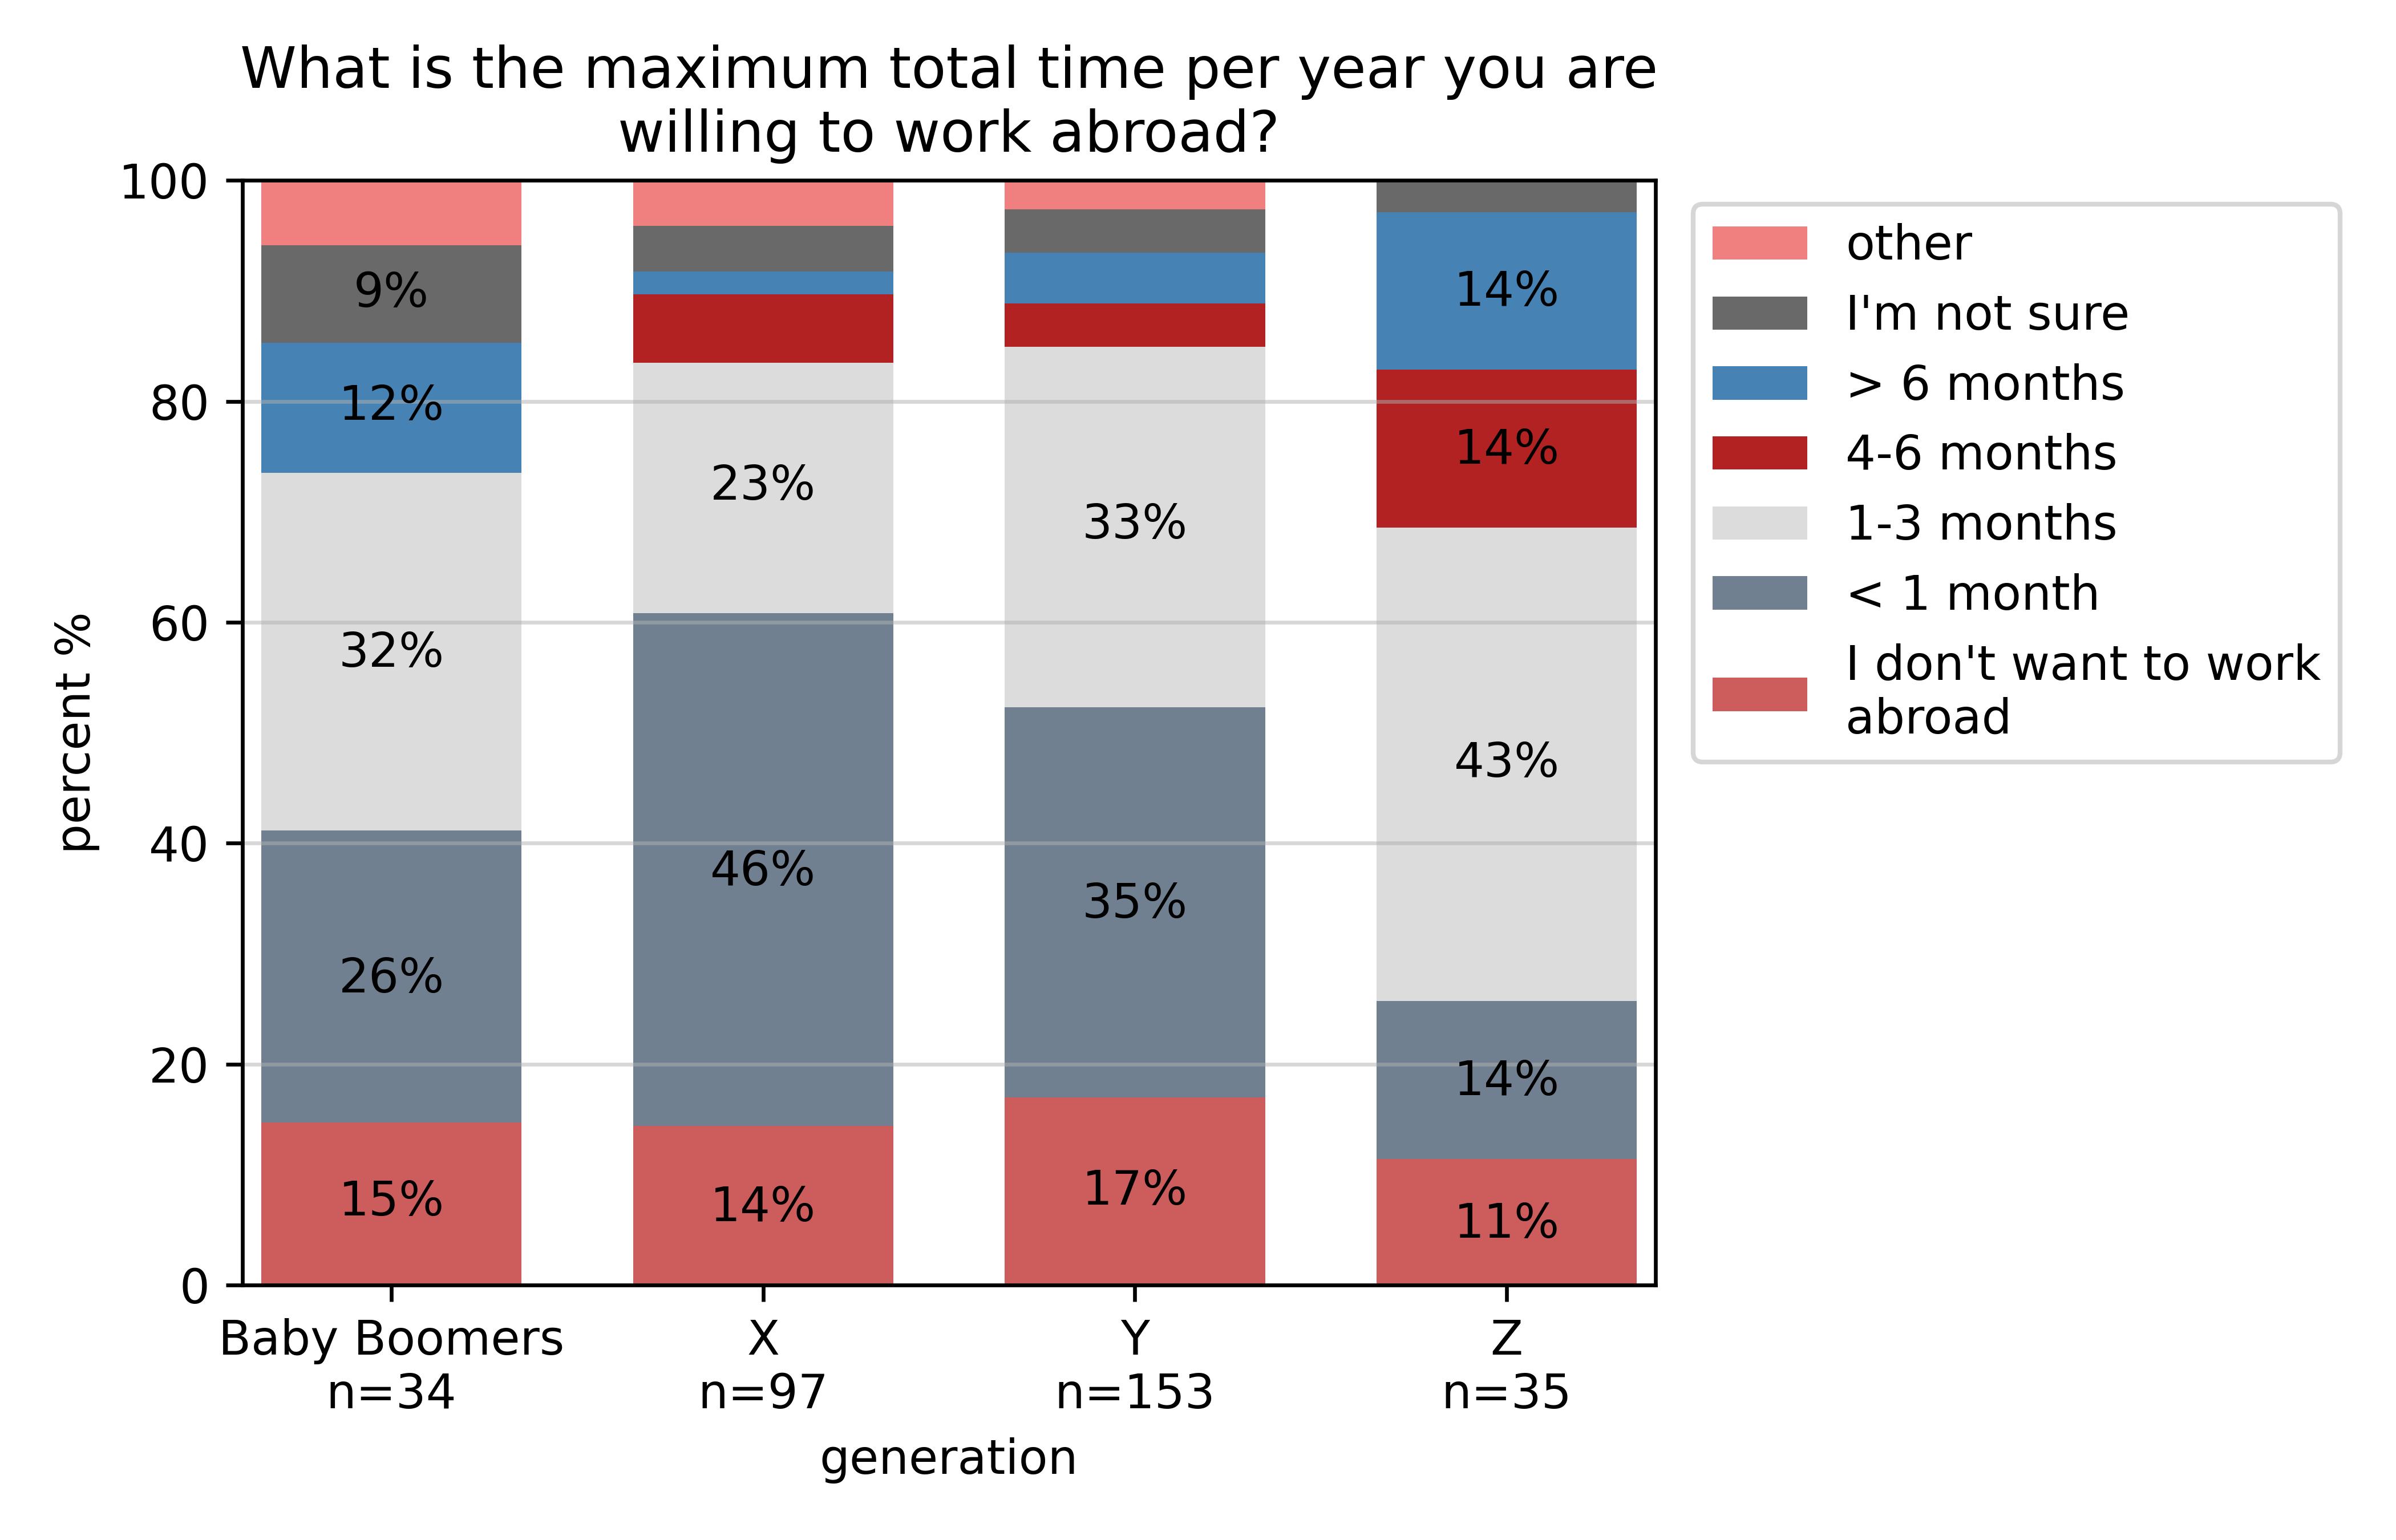 What is the maximum total time per year you are
willing to work abroad?
100
80
60
40
20
0
percent %
9%
12%
32%
26%
15%
23%
46%
14%
33%
35%
17%
14%
14%
43%
14%
11%
Baby Boomers
n=34
X
n=97
Y
n=153
Z
n=35
generation
other
I'm not sure
> 6 months
4-6 months
1-3 months
< 1 month
I don't want to work
abroad